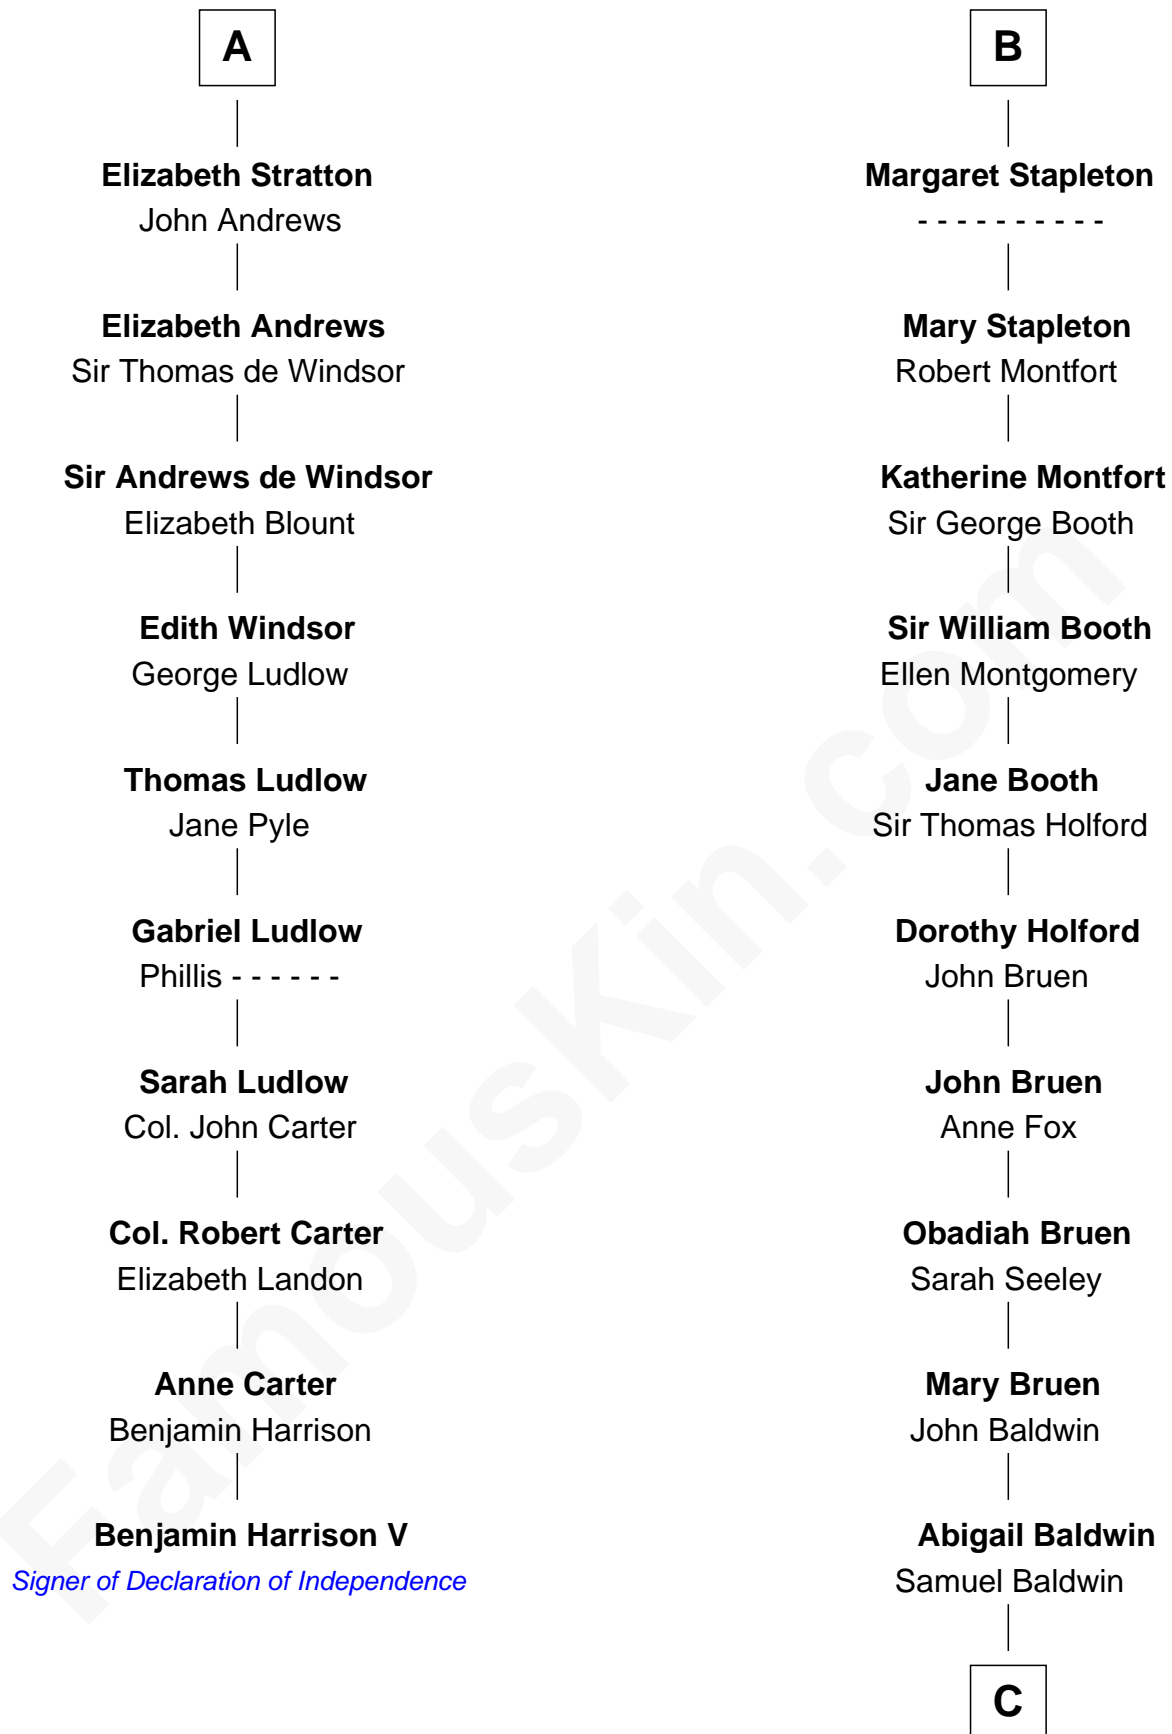 A
Elizabeth Stratton
John Andrews
Elizabeth Andrews
Sir Thomas de Windsor
Sir Andrews de Windsor
Elizabeth Blount
Edith Windsor
George Ludlow
Thomas Ludlow
Jane Pyle
Gabriel Ludlow
Phillis - - - - - -
Sarah Ludlow
Col. John Carter
Col. Robert Carter
Elizabeth Landon
Anne Carter
Benjamin Harrison
Benjamin Harrison V
Signer of Declaration of Independence
B
Margaret Stapleton
- - - - - - - - - -
Mary Stapleton
Robert Montfort
Katherine Montfort
Sir George Booth
Sir William Booth
Ellen Montgomery
Jane Booth
Sir Thomas Holford
Dorothy Holford
John Bruen
John Bruen
Anne Fox
Obadiah Bruen
Sarah Seeley
Mary Bruen
John Baldwin
Abigail Baldwin
Samuel Baldwin
C
FamousKin.com